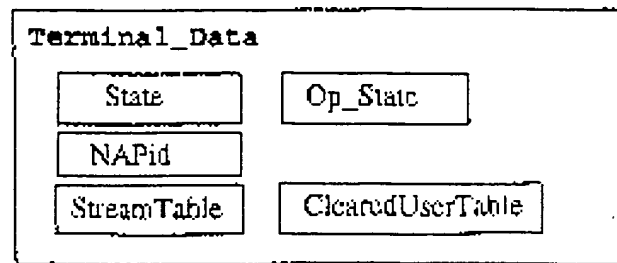 Terminal_Data
State Op_State
NAPid
StreamTable ClearedUserTable